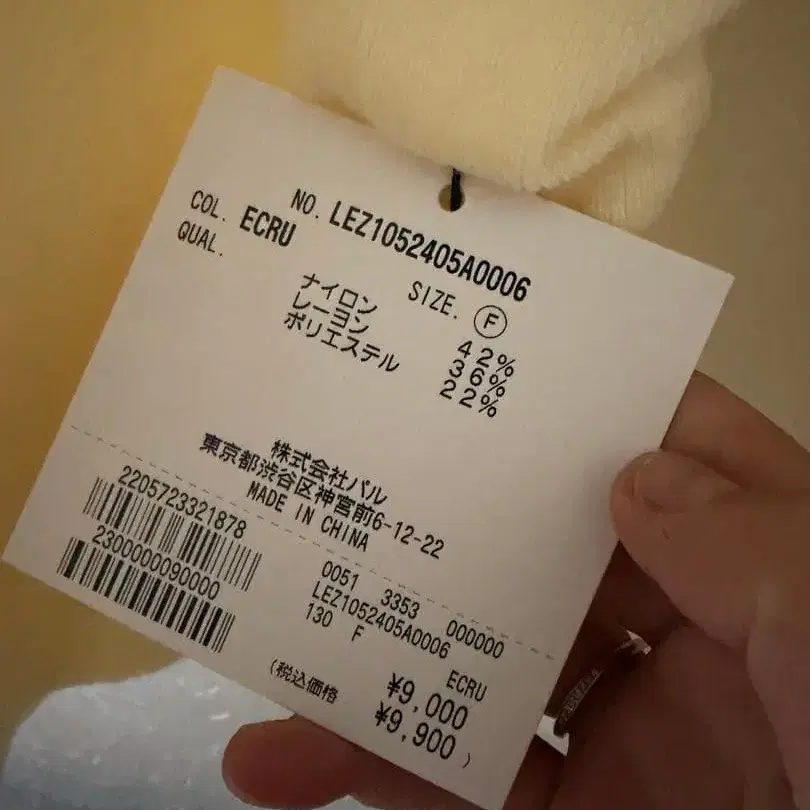 NO. LEZ1052405A0006
COL. ECRU SIZE. F
QUAL.
ナイロン 42%
レーヨン 36%
ポリエステル 22%
株式会社パル
東京都渋谷区神宮前6-12-22
MADE IN CHINA
2205723321878
2300000090000
0051 3353 000000
LEZ1052405A0006
130 F ECRU
¥9,000
(税込価格 ¥9,900)